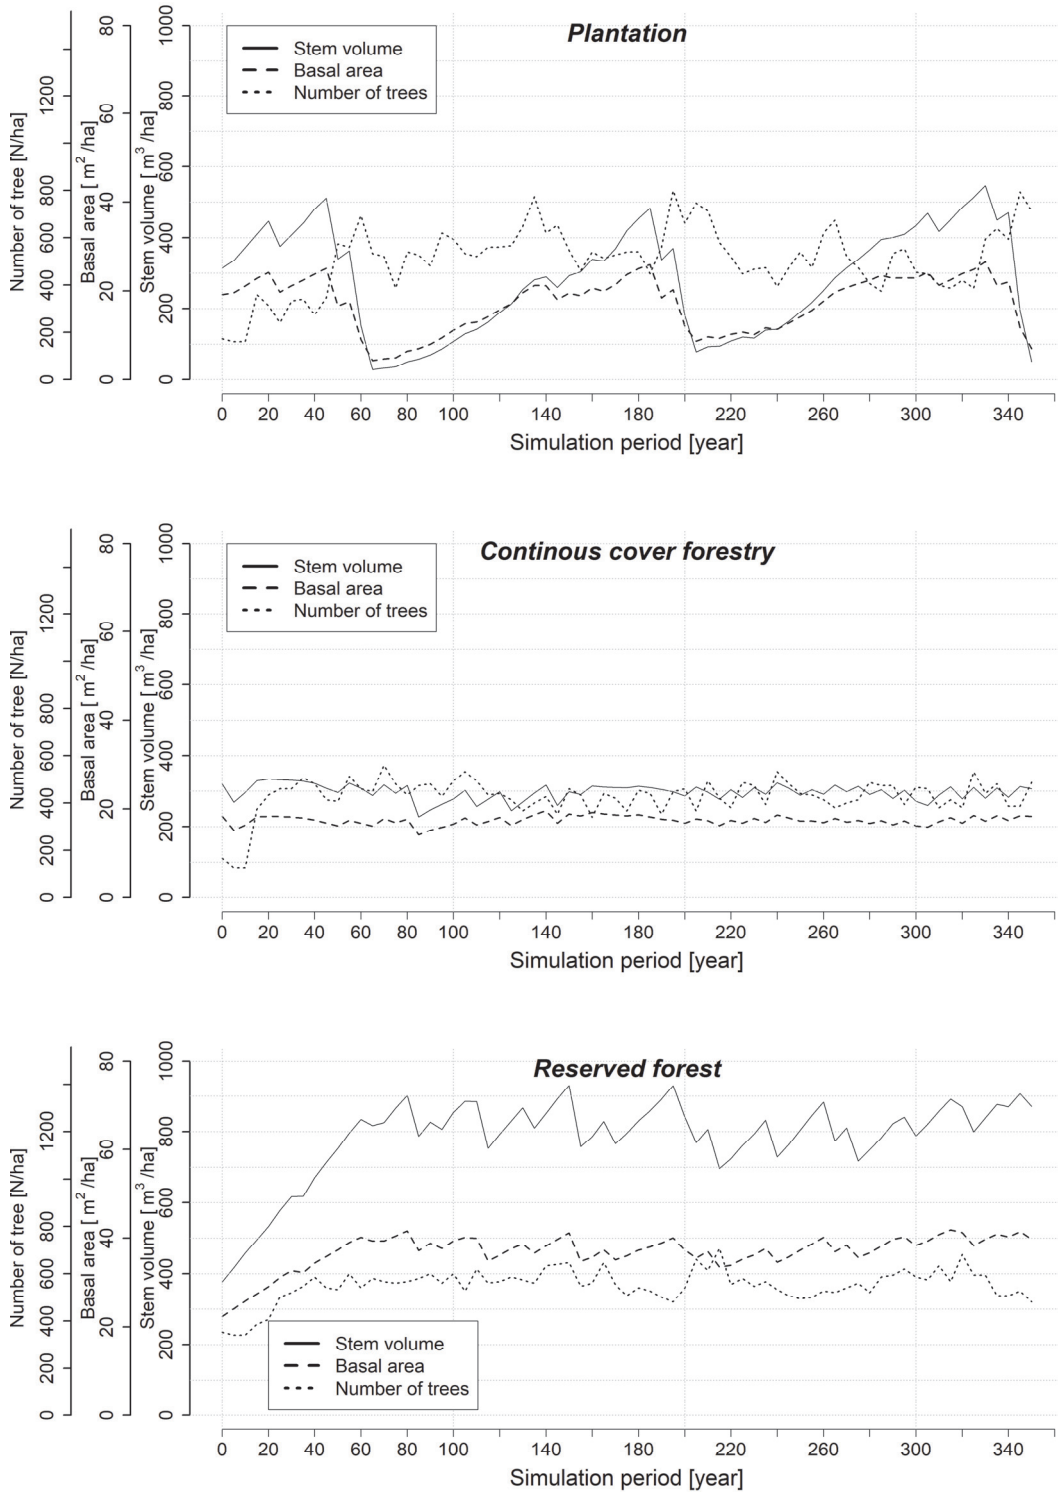 Plantation
Stem volume
Basal area
Number of trees
Number of tree [N/ha]
0 200 400 600 800 1200
Basal area [ m² /ha]
0 20 40 60 80
Stem volume [ m³ /ha]
0 200 400 600 800 1000
0 20 40 60 80 100 140 180 220 260 300 340
Simulation period [year]
Continous cover forestry
Stem volume
Basal area
Number of trees
Number of tree [N/ha]
0 200 400 600 800 1200
Basal area [ m² /ha]
0 20 40 60 80
Stem volume [ m³ /ha]
0 200 400 600 800 1000
0 20 40 60 80 100 140 180 220 260 300 340
Simulation period [year]
Reserved forest
Stem volume
Basal area
Number of trees
Number of tree [N/ha]
0 200 400 600 800 1200
Basal area [ m² /ha]
0 20 40 60 80
Stem volume [ m³ /ha]
0 200 400 600 800 1000
0 20 40 60 80 100 140 180 220 260 300 340
Simulation period [year]